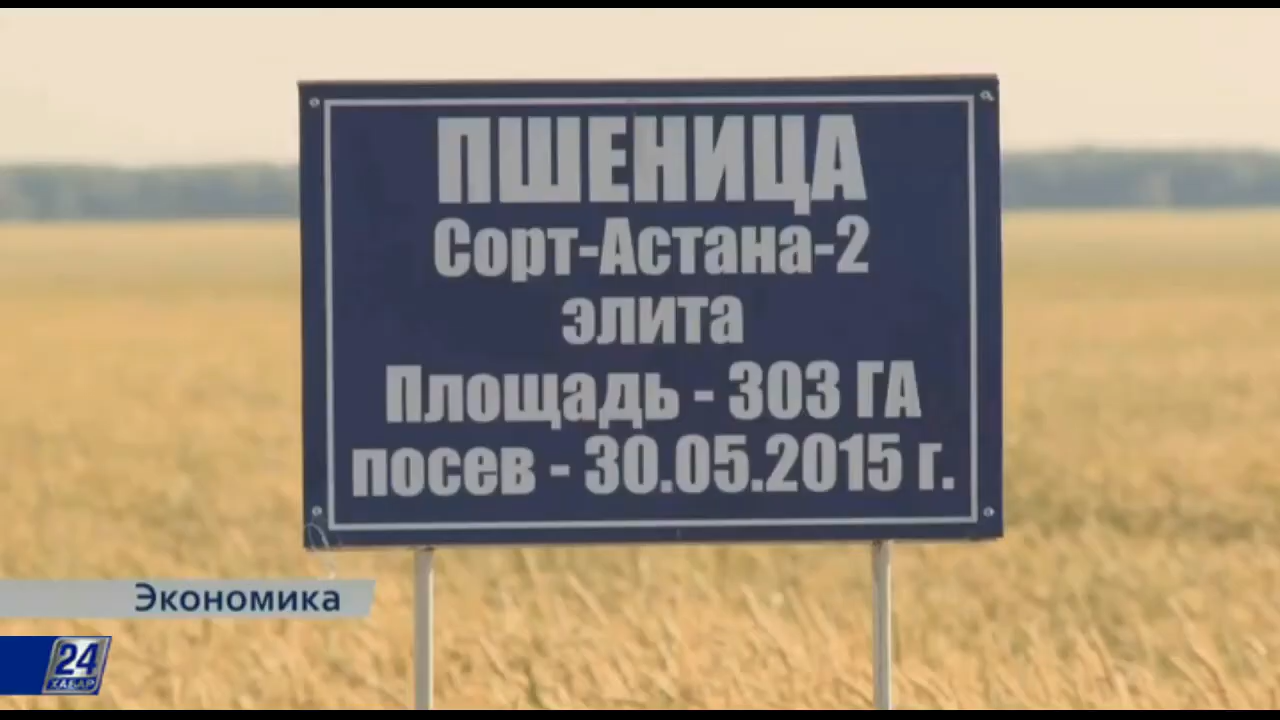 ПШЕНИЦА
Сорт-Астана-2
элита
Площадь - 303 ГА
посев - 30.05.2015 г.
Экономика
24
ХАБАР